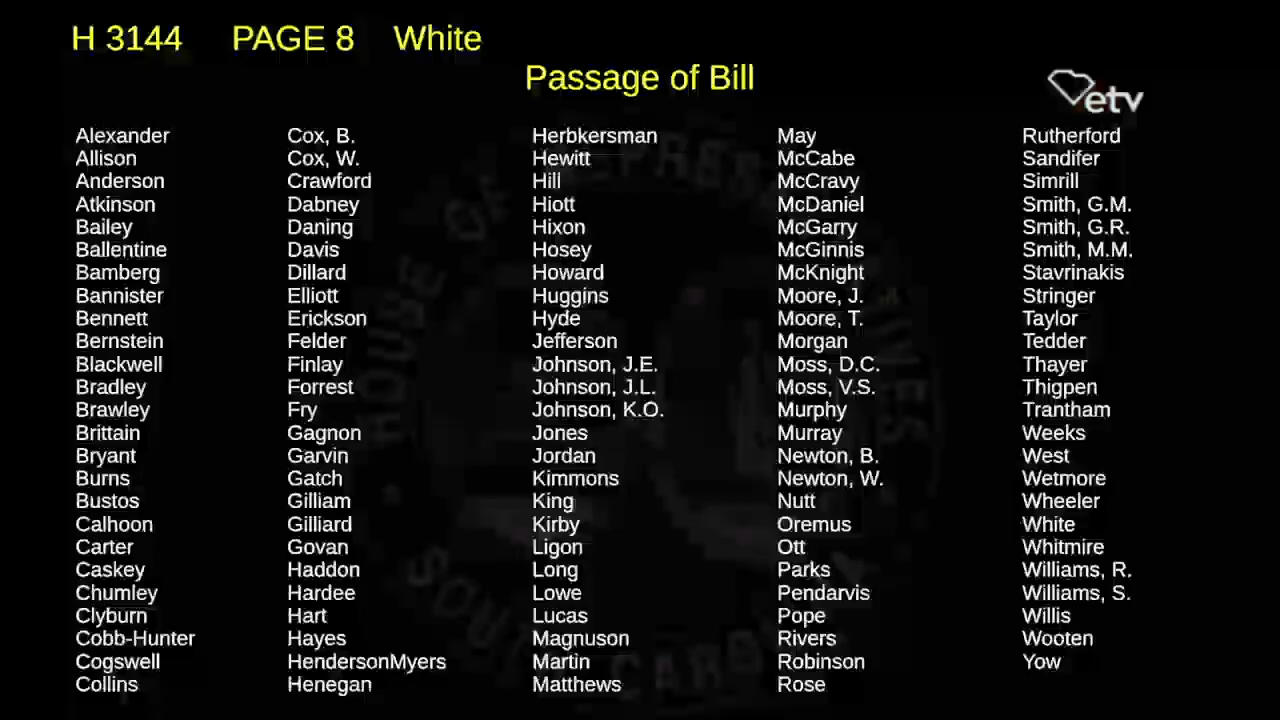 H 3144 PAGE 8 White
Passage of Bill
etv
Alexander
Allison
Anderson
Atkinson
Bailey
Ballentine
Bamberg
Bannister
Bennett
Bernstein
Blackwell
Bradley
Brawley
Brittain
Bryant
Burns
Bustos
Calhoon
Carter
Caskey
Chumley
Clyburn
Cobb-Hunter
Cogswell
Collins
Cox, B.
Cox, W.
Crawford
Dabney
Daning
Davis
Dillard
Elliott
Erickson
Felder
Finlay
Forrest
Fry
Gagnon
Garvin
Gatch
Gilliam
Gilliard
Govan
Haddon
Hardee
Hart
Hayes
HendersonMyers
Henegan
Herbkersman
Hewitt
Hill
Hiott
Hixon
Hosey
Howard
Huggins
Hyde
Jefferson
Johnson, J.E.
Johnson, J.L.
Johnson, K.O.
Jones
Jordan
Kimmons
King
Kirby
Ligon
Long
Lowe
Lucas
Magnuson
Martin
Matthews
May
McCabe
McCravy
McDaniel
McGarry
McGinnis
McKnight
Moore, J.
Moore, T.
Morgan
Moss, D.C.
Moss, V.S.
Murphy
Murray
Newton, B.
Newton, W.
Nutt
Oremus
Ott
Parks
Pendarvis
Pope
Rivers
Robinson
Rose
Rutherford
Sandifer
Simrill
Smith, G.M.
Smith, G.R.
Smith, M.M.
Stavrinakis
Stringer
Taylor
Tedder
Thayer
Thigpen
Trantham
Weeks
West
Wetmore
Wheeler
White
Whitmire
Williams, R.
Williams, S.
Willis
Wooten
Yow